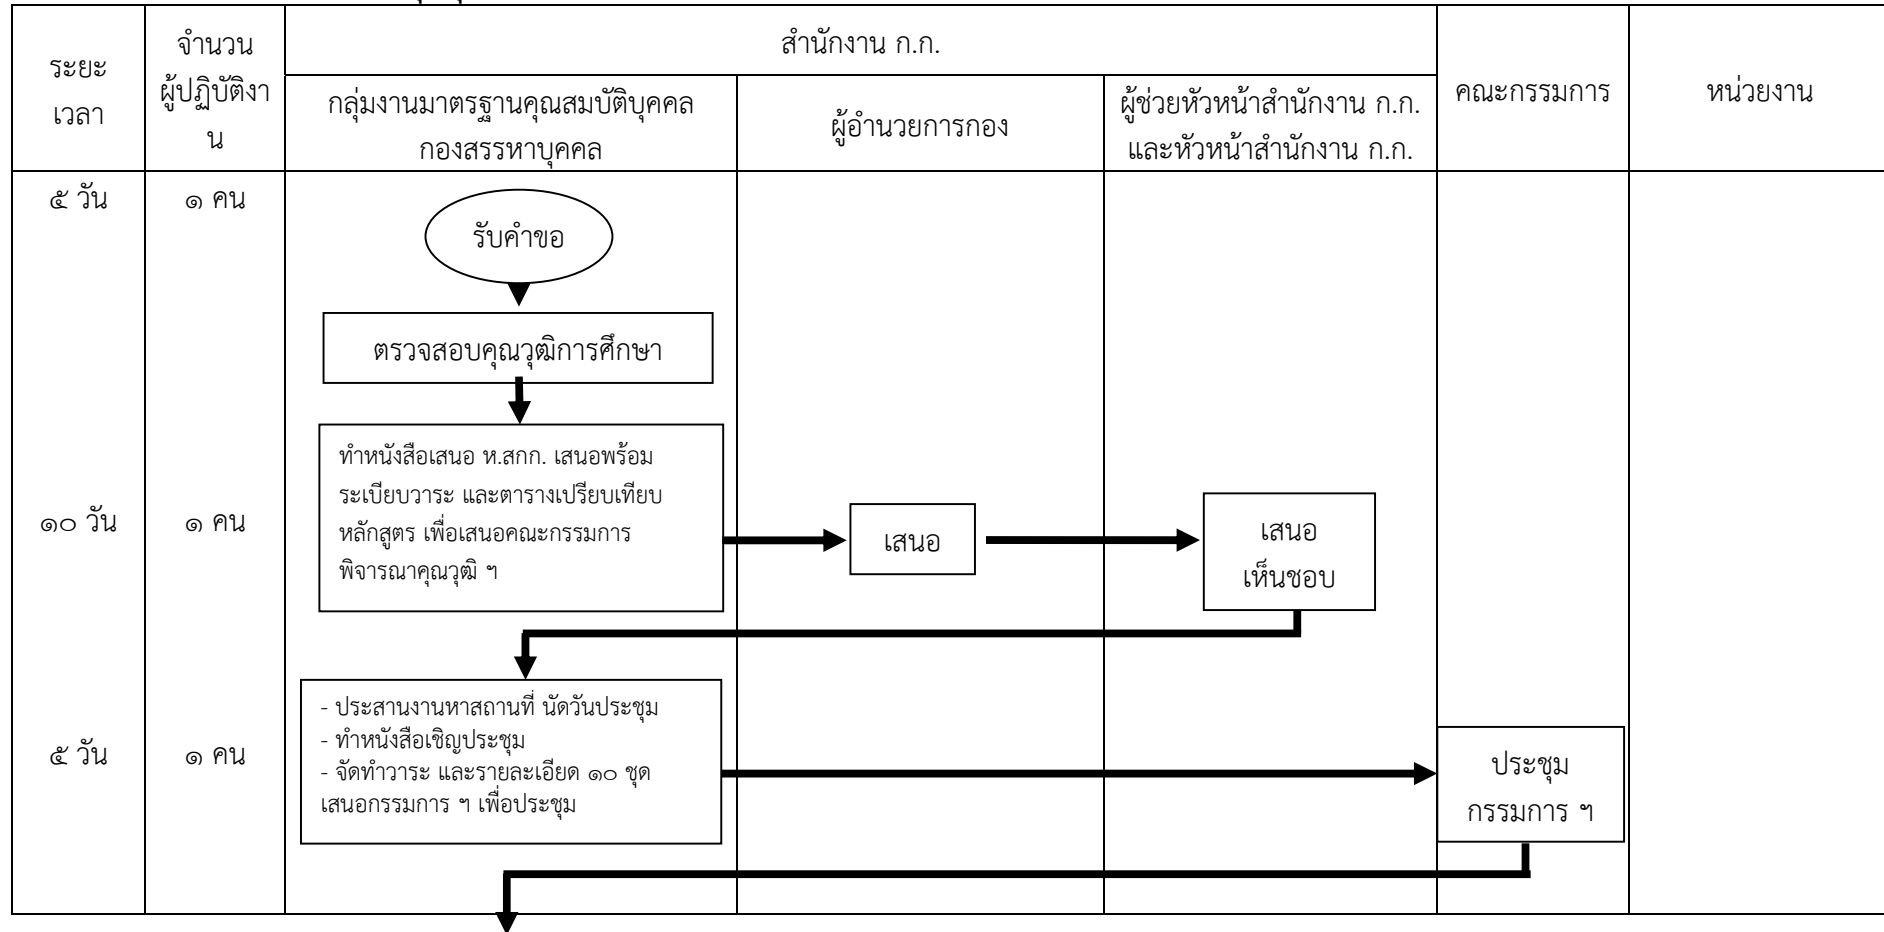 ระยะ
เวลา
จำนวน
ผู้ปฏิบัติงา
น
สำนักงาน ก.ก.
กลุ่มงานมาตรฐานคุณสมบัติบุคคล
กองสรรหาบุคคล
ผู้อำนวยการกอง
ผู้ช่วยหัวหน้าสำนักงาน ก.ก.
และหัวหน้าสำนักงาน ก.ก.
คณะกรรมการ
หน่วยงาน
๕ วัน
๑ คน
รับคำขอ
ตรวจสอบคุณวุฒิการศึกษา
๑๐ วัน
๑ คน
ทำหนังสือเสนอ ห.สกก. เสนอพร้อม
ระเบียบวาระ และตารางเปรียบเทียบ
หลักสูตร เพื่อเสนอคณะกรรมการ
พิจารณาคุณวุฒิ ฯ
เสนอ
เสนอ
เห็นชอบ
๕ วัน
๑ คน
- ประสานงานหาสถานที่ นัดวันประชุม
- ทำหนังสือเชิญประชุม
- จัดทำวาระ และรายละเอียด ๑๐ ชุด
เสนอกรรมการ ฯ เพื่อประชุม
ประชุม
กรรมการ ฯ